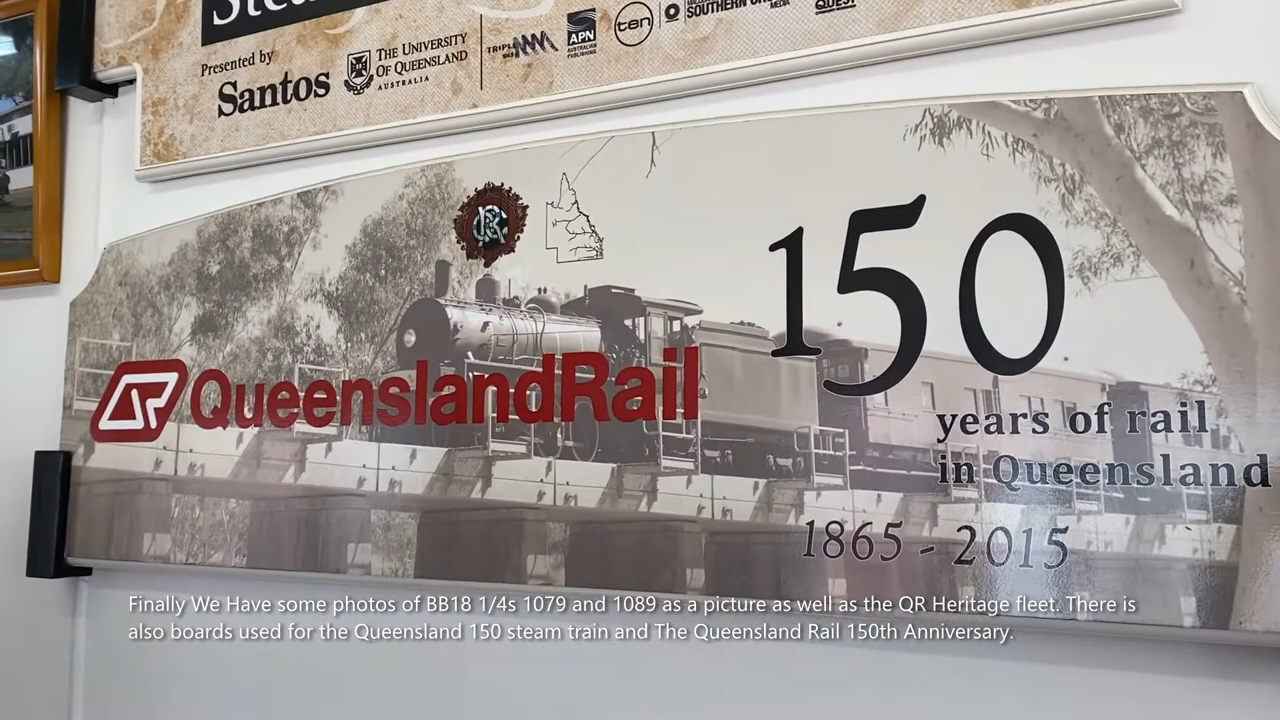 Presented by
Santos
THE UNIVERSITY
OF QUEENSLAND
AUSTRALIA
TRIPLE
APN
AUSTRALIAN
PUBLISHING
ten
SOUTHERN
MEDIA
QUEST
150
QueenslandRail
years of rail
in Queensland
1865 - 2015
Finally We Have some photos of BB18 1/4s 1079 and 1089 as a picture as well as the QR Heritage fleet. There is
also boards used for the Queensland 150 steam train and The Queensland Rail 150th Anniversary.